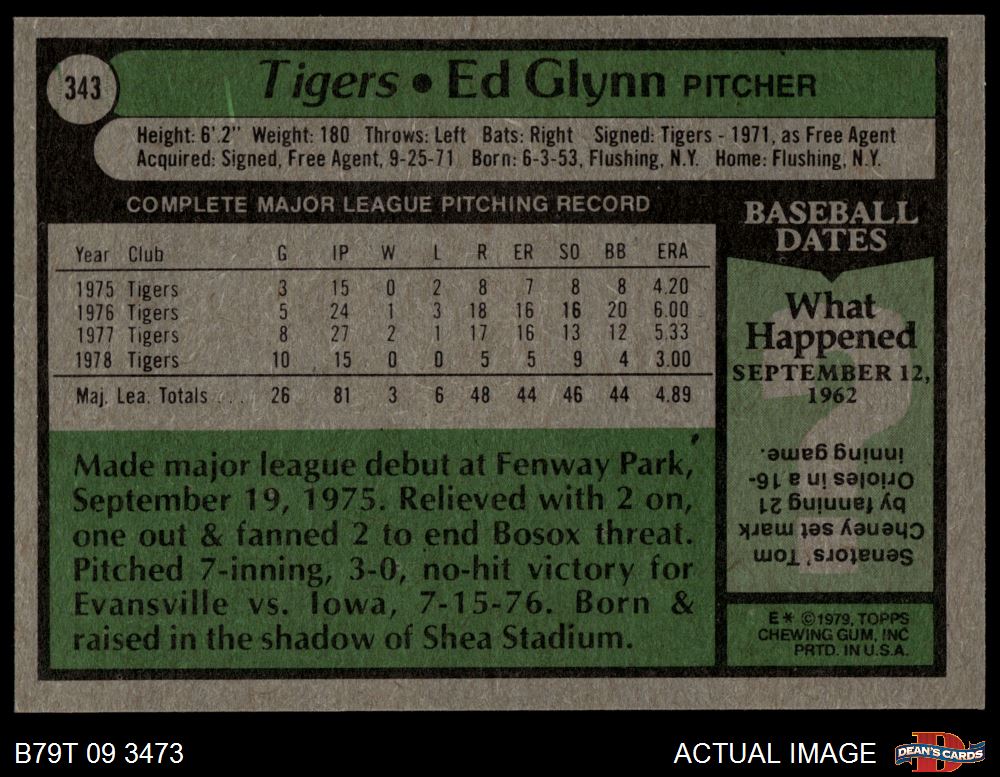 343
Tigers • Ed Glynn PITCHER
Height: 6'.2" Weight: 180 Throws: Left Bats: Right Signed: Tigers - 1971, as Free Agent
Acquired: Signed, Free Agent, 9-25-71 Born: 6-3-53, Flushing, N.Y. Home: Flushing, N.Y.
COMPLETE MAJOR LEAGUE PITCHING RECORD
Year Club G IP W L R ER SO BB ERA
1975 Tigers 3 15 0 2 8 7 8 8 4.20
1976 Tigers 5 24 1 3 18 16 16 20 6.00
1977 Tigers 8 27 2 1 17 16 13 12 5.33
1978 Tigers 10 15 0 0 5 5 9 4 3.00
Maj. Lea. Totals . . . 26 81 3 6 48 44 46 44 4.89
Made major league debut at Fenway Park,
September 19, 1975. Relieved with 2 on,
one out & fanned 2 to end Bosox threat.
Pitched 7-inning, 3-0, no-hit victory for
Evansville vs. Iowa, 7-15-76. Born &
raised in the shadow of Shea Stadium.
BASEBALL
DATES
What
Happened
SEPTEMBER 12,
1962
?
Senators' Tom
Cheney set mark
by fanning 21
Orioles in a 16-
inning game.
E* ©1979, TOPPS
CHEWING GUM, INC
PRTD. IN U.S.A.
B79T 09 3473
ACTUAL IMAGE
D
DEAN'S CARDS